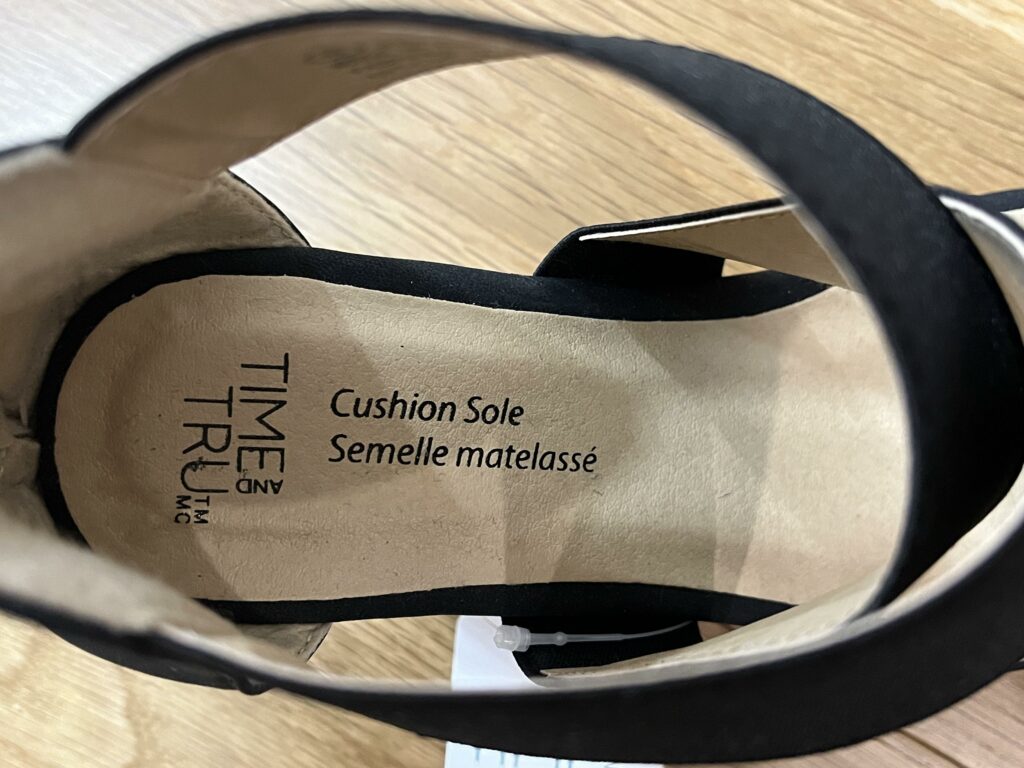 TIME
AND
TRU
TM
MC
Cushion Sole
Semelle matelassé